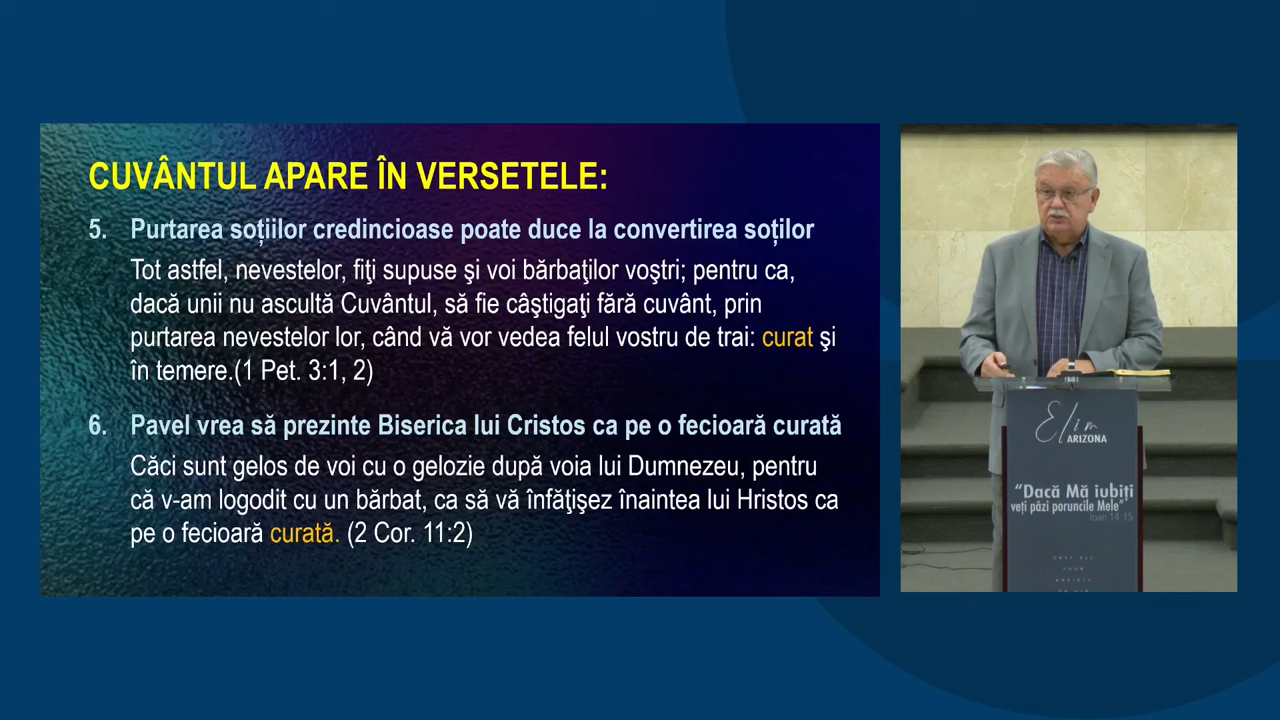 CUVÂNTUL APARE ÎN VERSETELE:
5. Purtarea soțiilor credincioase poate duce la convertirea soților
Tot astfel, nevestelor, fiţi supuse şi voi bărbaţilor voştri; pentru ca,
dacă unii nu ascultă Cuvântul, să fie câştigaţi fără cuvânt, prin
purtarea nevestelor lor, când vă vor vedea felul vostru de trai: curat şi
în temere.(1 Pet. 3:1, 2)
6. Pavel vrea să prezinte Biserica lui Cristos ca pe o fecioară curată
Căci sunt gelos de voi cu o gelozie după voia lui Dumnezeu, pentru
că v-am logodit cu un bărbat, ca să vă înfăţişez înaintea lui Hristos ca
pe o fecioară curată. (2 Cor. 11:2)
Elim
ARIZONA
“Dacă Mă iubiți
veți păzi poruncile Mele”
Ioan 14:15
CAST ALL
YOUR
ANXIETY